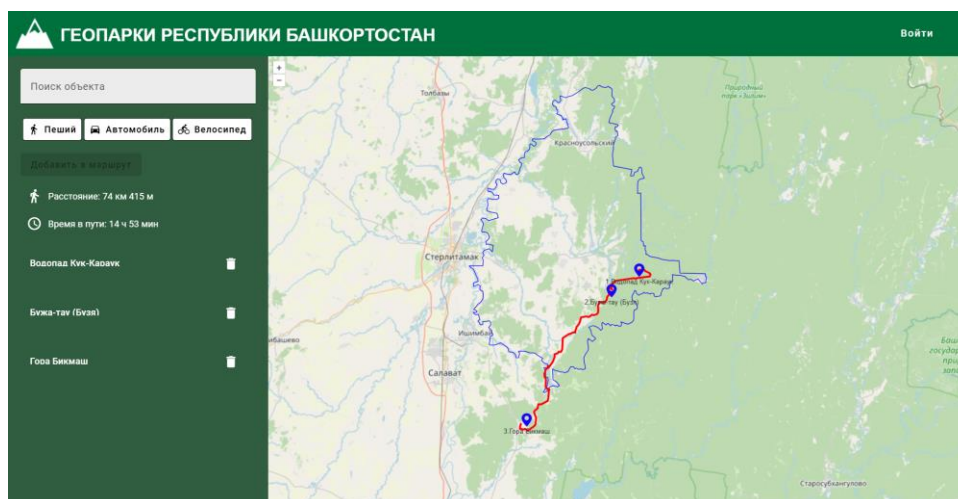 ГЕОПАРКИ РЕСПУБЛИКИ БАШКОРТОСТАН
Войти
Поиск объекта
Пеший Автомобиль Велосипед
Добавить в маршрут
Расстояние: 74 км 415 м
Время в пути: 14 ч 53 мин
Водопад Кук-Караук
Бужа-тау (Бузя)
Гора Бикмаш
+
−
Толбазы
Природный
парк «Зилим»
Красноусольский
Стерлитамак
1.Водопад Кук-Карау
2.Бужа-тау (Бузя)
Ишимбай
Салават
3.Гора Бикмаш
Старосубхангулово